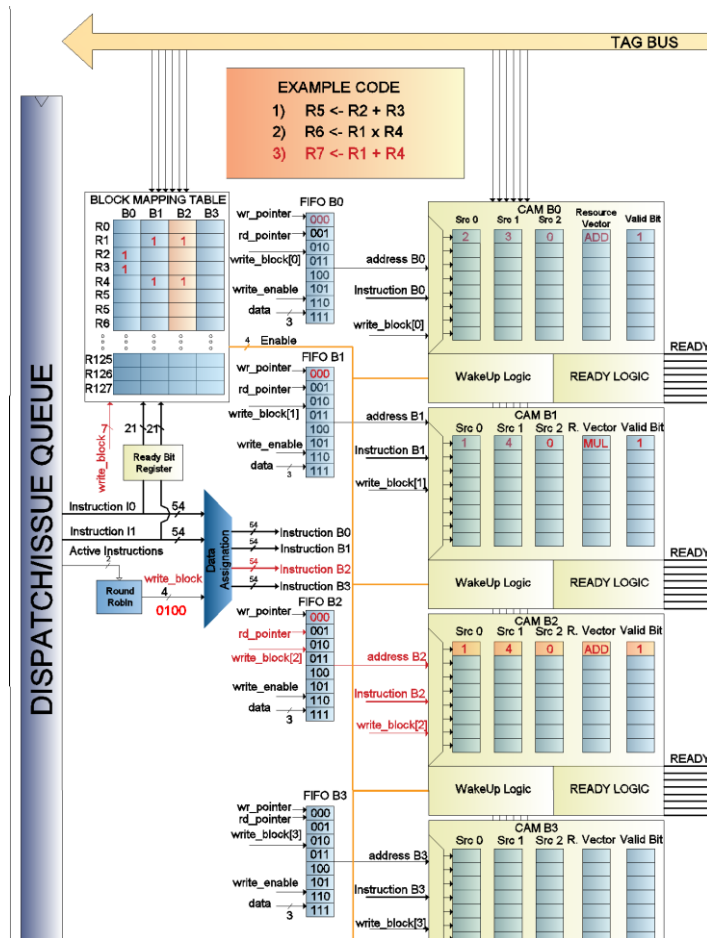 TAG BUS
EXAMPLE CODE
1) R5 <- R2 + R3
2) R6 <- R1 x R4
3) R7 <- R1 + R4
DISPATCH/ISSUE QUEUE
BLOCK MAPPING TABLE
B0 B1 B2 B3
R0
R1 1 1
R2 1
R3 1
R4 1 1
R5
R5
R6
R125
R126
R127
4 Enable
write_block 7
21 21
Ready Bit
Register
Instruction I0 54
Instruction I1 54
Active Instructions
2
Round
Robin
write_block
4
0100
Data
Assignation
54
Instruction B0
54
Instruction B1
54
Instruction B2
54
Instruction B3
FIFO B0
wr_pointer
rd_pointer
write_block[0]
write_enable
data
3
000
001
010
011
100
101
110
111
FIFO B1
wr_pointer
rd_pointer
write_block[1]
write_enable
data
3
000
001
010
011
100
101
110
111
FIFO B2
wr_pointer
rd_pointer
write_block[2]
write_enable
data
3
000
001
010
011
100
101
110
111
FIFO B3
wr_pointer
rd_pointer
write_block[3]
write_enable
data
3
000
001
010
011
100
101
110
111
CAM B0
Src 0 Src 1 Src 2 Resource Vector Valid Bit
2 3 0 ADD 1
address B0
Instruction B0
write_block[0]
READY
WakeUp Logic READY LOGIC
CAM B1
Src 0 Src 1 Src 2 R. Vector Valid Bit
1 4 0 MUL 1
address B1
Instruction B1
write_block[1]
READY
WakeUp Logic READY LOGIC
CAM B2
Src 0 Src 1 Src 2 R. Vector Valid Bit
1 4 0 ADD 1
address B2
Instruction B2
write_block[2]
READY
WakeUp Logic READY LOGIC
CAM B3
Src 0 Src 1 Src 2 R. Vector Valid Bit
address B3
Instruction B3
write_block[3]